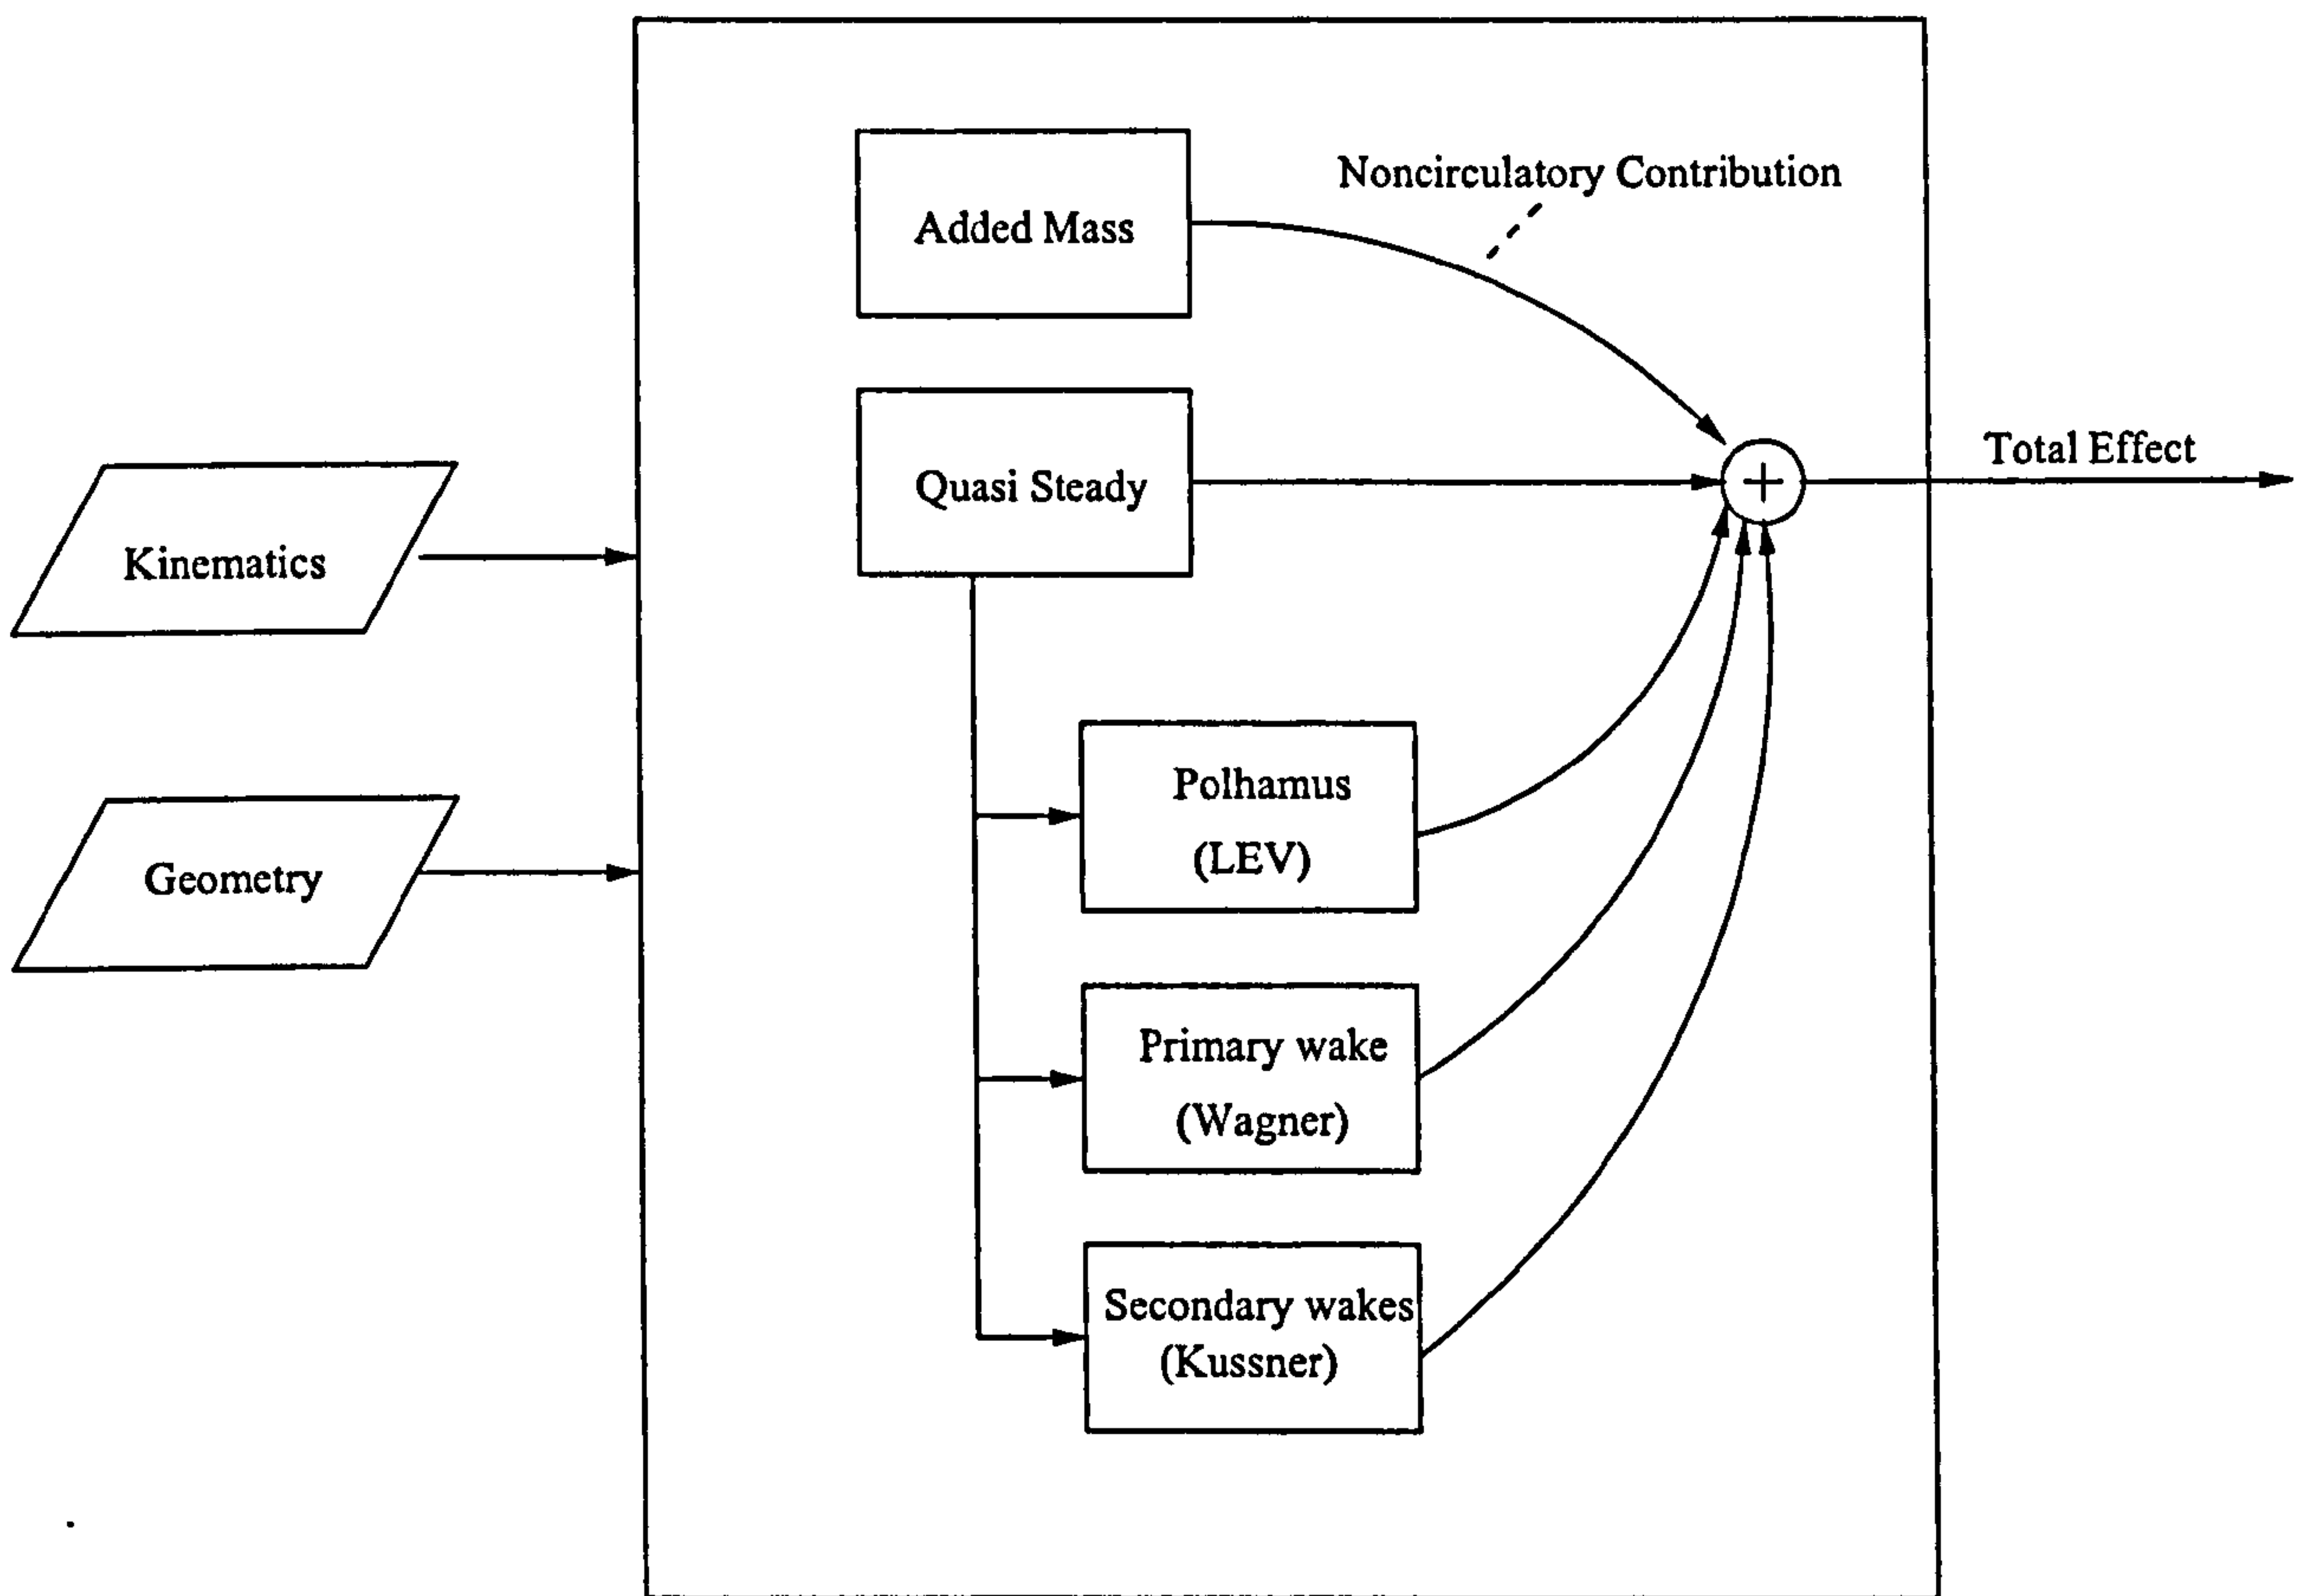 Noncirculatory Contribution
Added Mass
Total Effect
Quasi Steady
+
Kinematics
Polhamus
(LEV)
Geometry
Primary wake
(Wagner)
Secondary wakes
(Kussner)